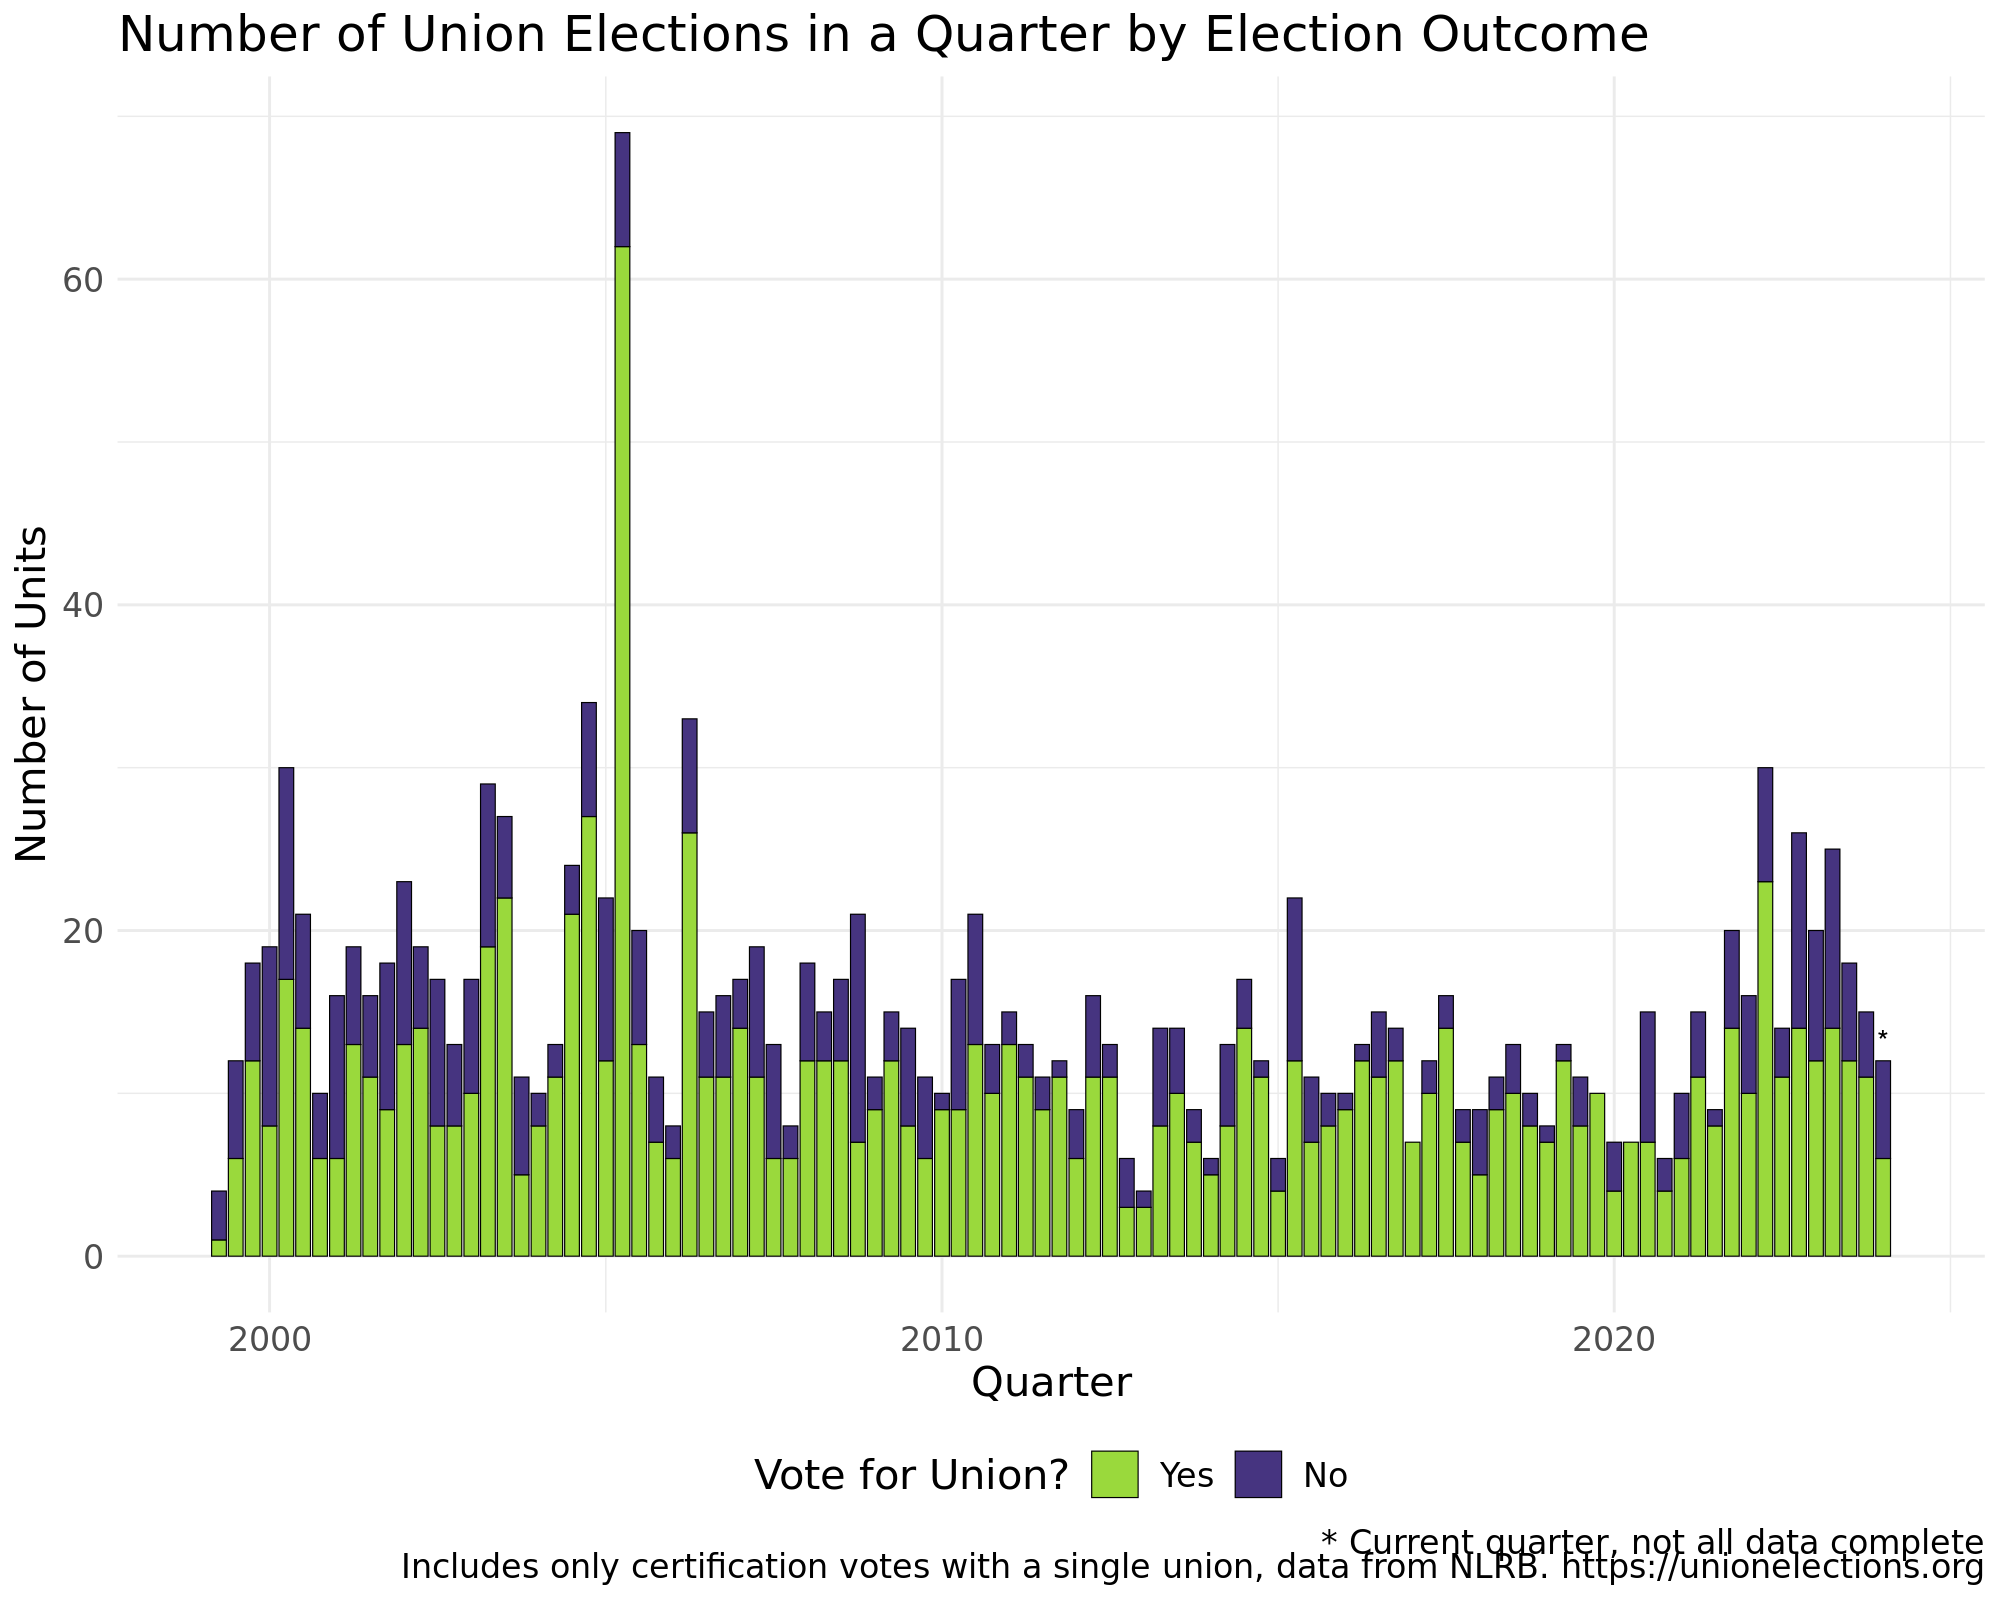 Number of Union Elections in a Quarter by Election Outcome
Number of Units
60
40
20
0
*
2000
2010
2020
Quarter
Vote for Union?
Yes
No
* Current quarter, not all data complete
Includes only certification votes with a single union, data from NLRB. https://unionelections.org